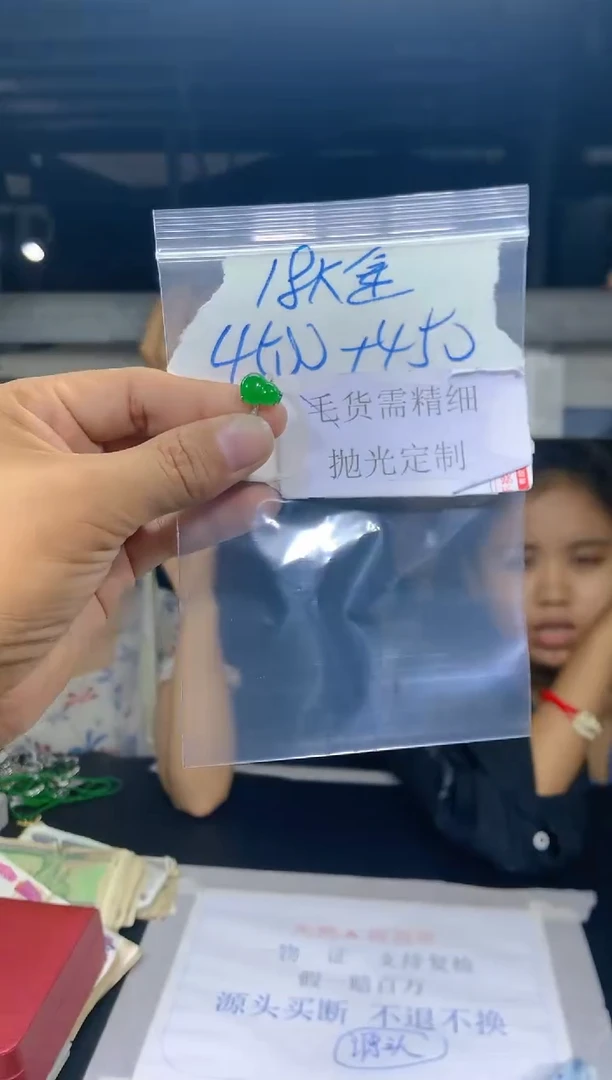 18K金
毛货需精细
抛光定制
物 证 支持复检
假一赔百万
源头买断 不退不换